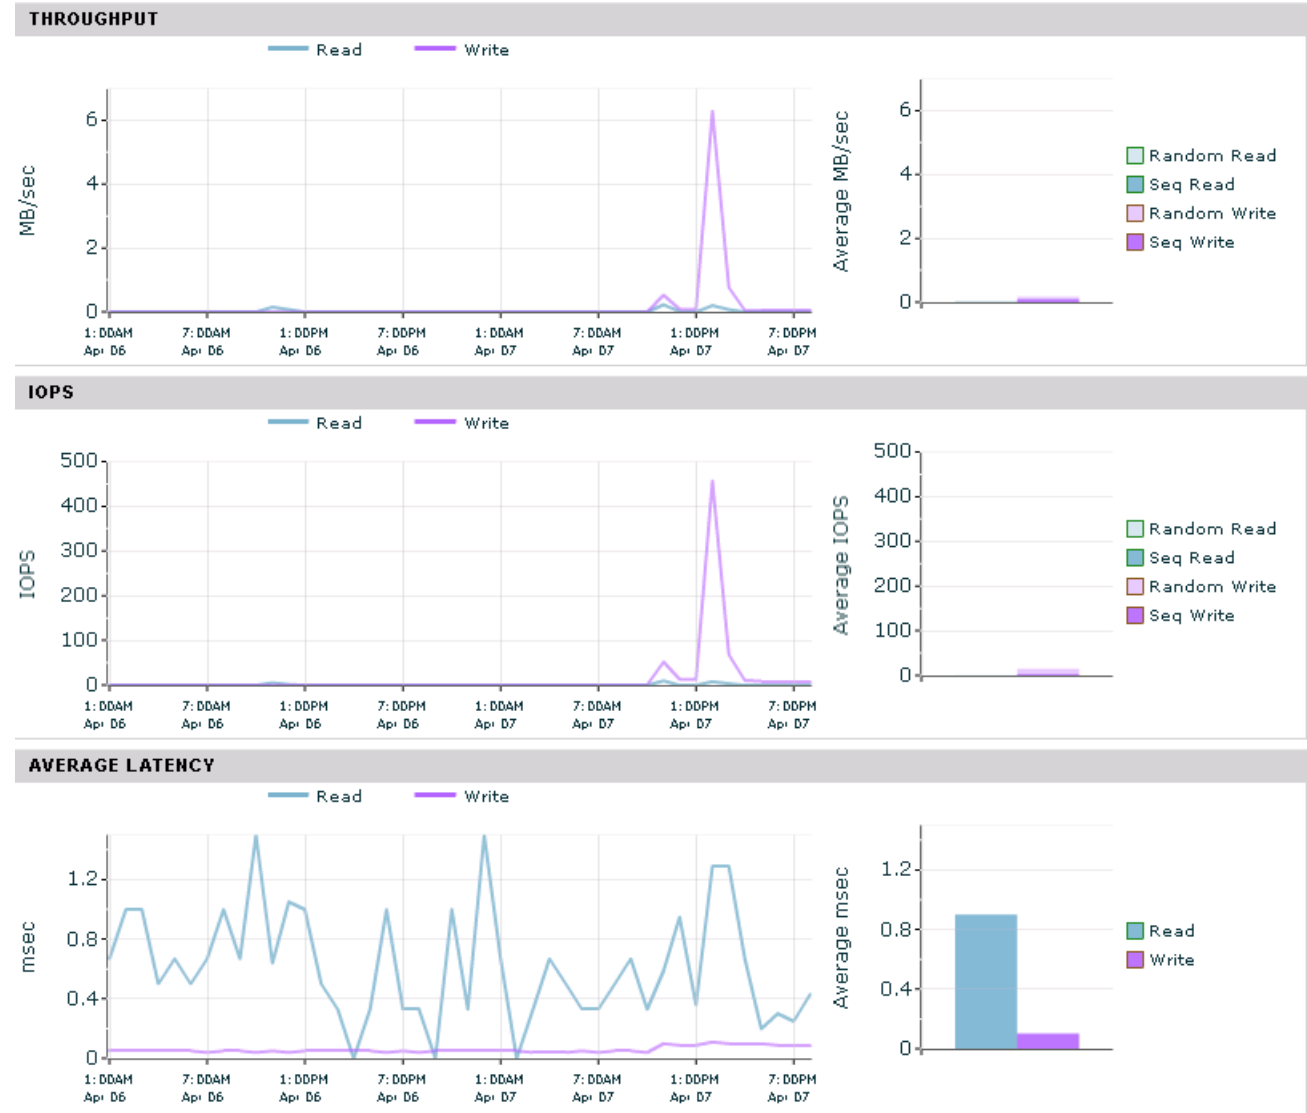 THROUGHPUT
Read Write
MB/sec
6
4
2
0
1:00AM 7:00AM 1:00PM 7:00PM 1:00AM 7:00AM 1:00PM 7:00PM
Apr 06 Apr 06 Apr 06 Apr 06 Apr 07 Apr 07 Apr 07 Apr 07
Average MB/sec
6
4
2
0
Random Read
Seq Read
Random Write
Seq Write
IOPS
Read Write
IOPS
500
400
300
200
100
0
1:00AM 7:00AM 1:00PM 7:00PM 1:00AM 7:00AM 1:00PM 7:00PM
Apr 06 Apr 06 Apr 06 Apr 06 Apr 07 Apr 07 Apr 07 Apr 07
Average IOPS
500
400
300
200
100
0
Random Read
Seq Read
Random Write
Seq Write
AVERAGE LATENCY
Read Write
msec
1.2
0.8
0.4
0
1:00AM 7:00AM 1:00PM 7:00PM 1:00AM 7:00AM 1:00PM 7:00PM
Apr 06 Apr 06 Apr 06 Apr 06 Apr 07 Apr 07 Apr 07 Apr 07
Average msec
1.2
0.8
0.4
0
Read
Write